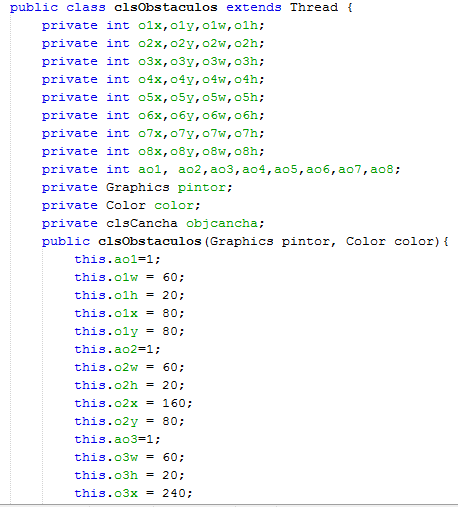 public class clsObstaculos extends Thread {
private int o1x,o1y,o1w,o1h;
private int o2x,o2y,o2w,o2h;
private int o3x,o3y,o3w,o3h;
private int o4x,o4y,o4w,o4h;
private int o5x,o5y,o5w,o5h;
private int o6x,o6y,o6w,o6h;
private int o7x,o7y,o7w,o7h;
private int o8x,o8y,o8w,o8h;
private int ao1, ao2,ao3,ao4,ao5,ao6,ao7,ao8;
private Graphics pintor;
private Color color;
private clsCancha objcancha;
public clsObstaculos(Graphics pintor, Color color){
this.ao1=1;
this.o1w = 60;
this.o1h = 20;
this.o1x = 80;
this.o1y = 80;
this.ao2=1;
this.o2w = 60;
this.o2h = 20;
this.o2x = 160;
this.o2y = 80;
this.ao3=1;
this.o3w = 60;
this.o3h = 20;
this.o3x = 240;